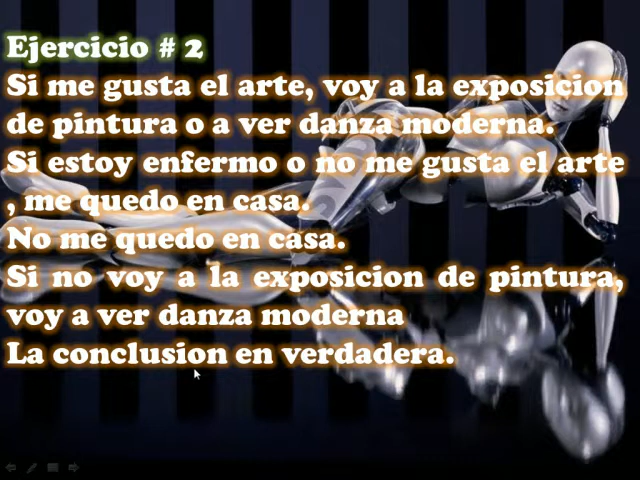 Ejercicio # 2
Si me gusta el arte, voy a la exposicion
de pintura o a ver danza moderna.
Si estoy enfermo o no me gusta el arte
, me quedo en casa.
No me quedo en casa.
Si no voy a la exposicion de pintura,
voy a ver danza moderna
La conclusion en verdadera.